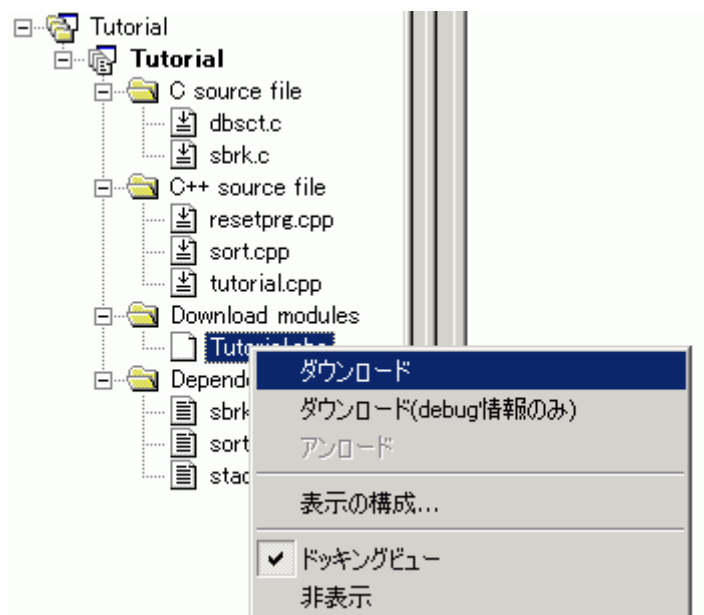 Tutorial
Tutorial
C source file
dbsct.c
sbrk.c
C++ source file
resetprg.cpp
sort.cpp
tutorial.cpp
Download modules
ダウンロード
ダウンロード(debug情報のみ)
sbrk
アンロード
sort
表示の構成...
ドッキングビュー
非表示